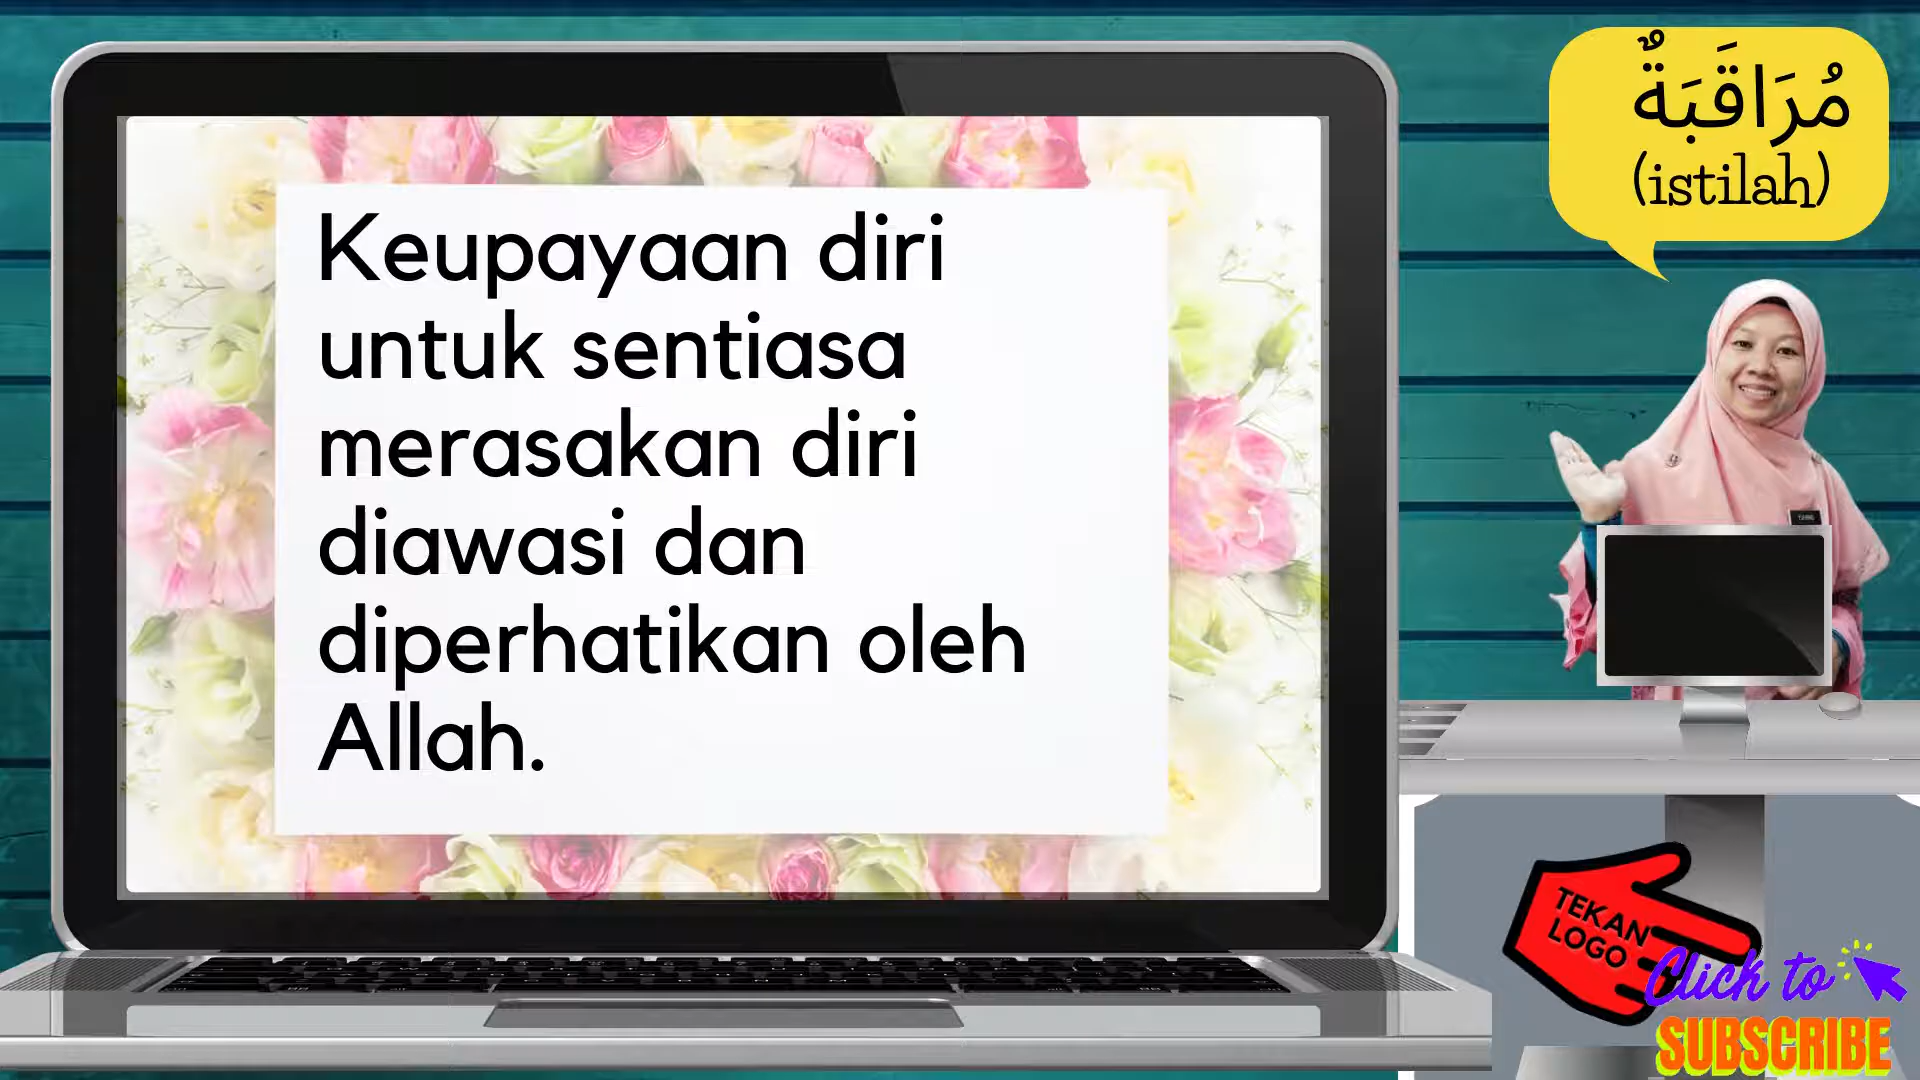 مُرَاقَبَةٌ
(istilah)
Keupayaan diri
untuk sentiasa
merasakan diri
diawasi dan
diperhatikan oleh
Allah.
TEKAN
LOGO
Click to
SUBSCRIBE